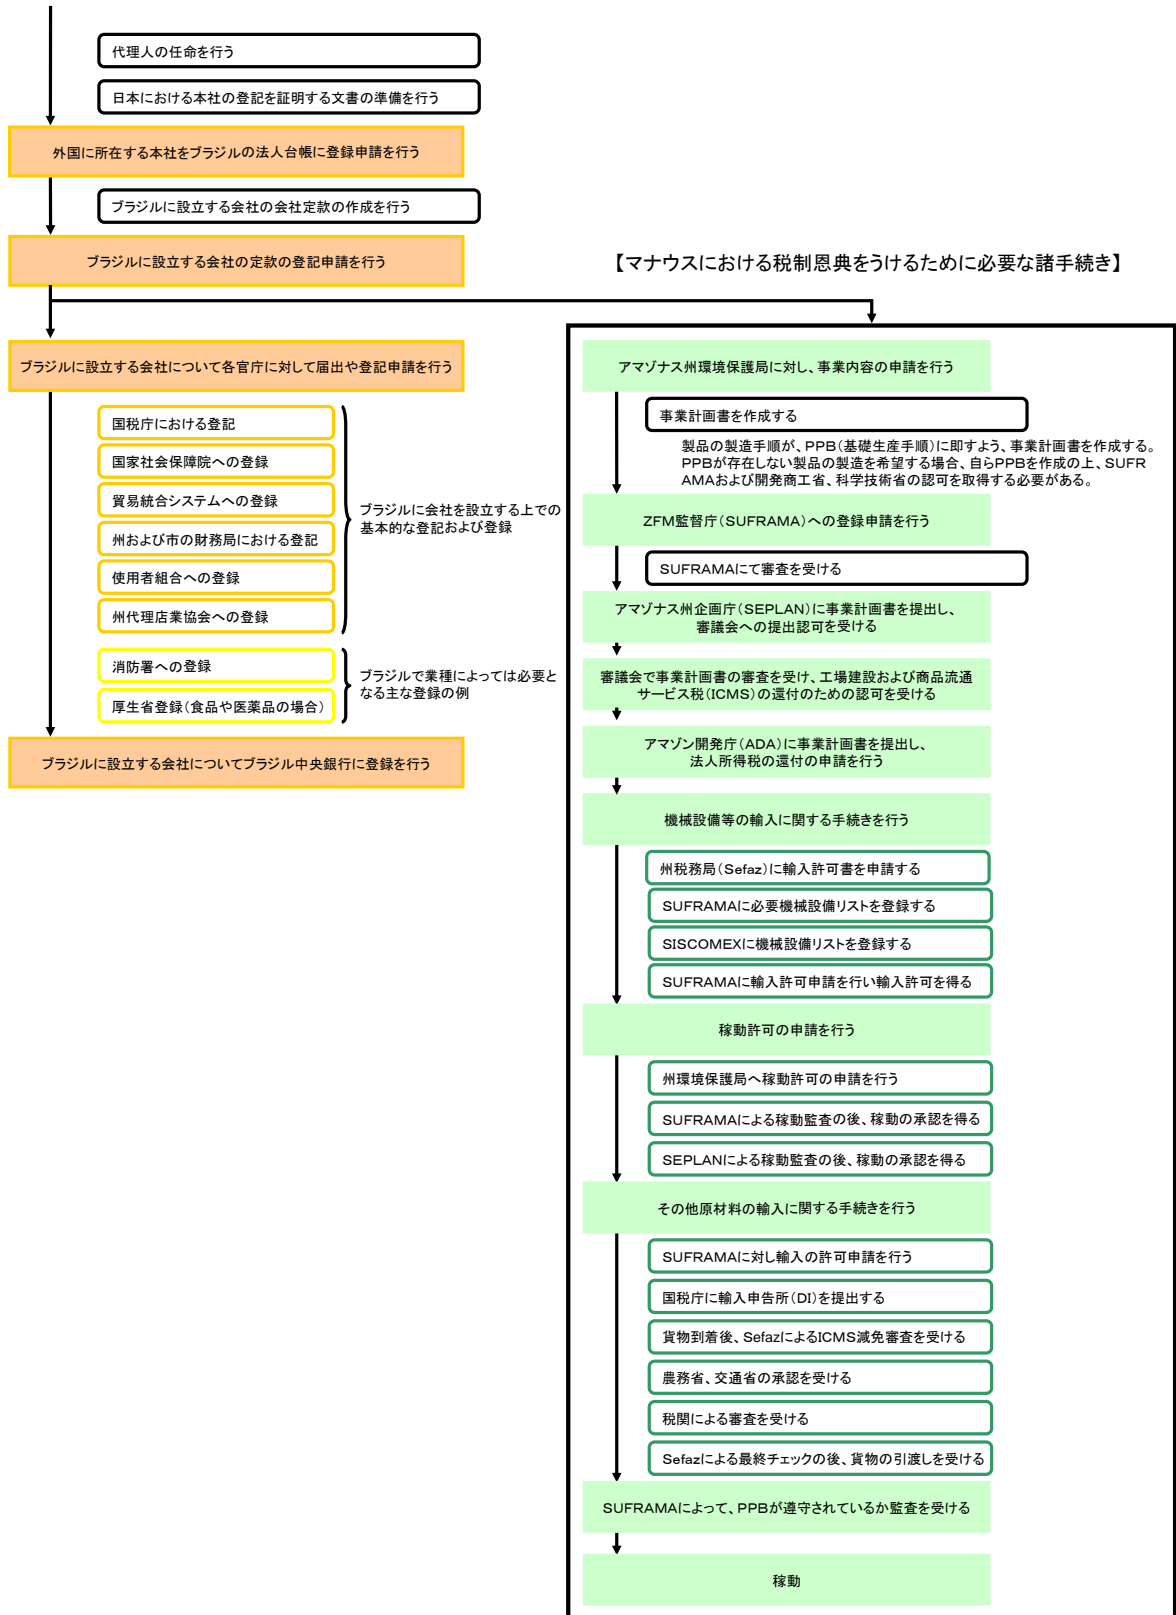 代理人の任命を行う
日本における本社の登記を証明する文書の準備を行う
外国に所在する本社をブラジルの法人台帳に登録申請を行う
ブラジルに設立する会社の会社定款の作成を行う
ブラジルに設立する会社の定款の登記申請を行う
ブラジルに設立する会社について各官庁に対して届出や登記申請を行う
国税庁における登記
国家社会保障院への登録
貿易統合システムへの登録
州および市の財務局における登記
使用者組合への登録
州代理店業協会への登録
ブラジルに会社を設立する上での
基本的な登記および登録
消防署への登録
厚生省登録(食品や医薬品の場合)
ブラジルで業種によっては必要と
なる主な登録の例
ブラジルに設立する会社についてブラジル中央銀行に登録を行う
【マナウスにおける税制恩典をうけるために必要な諸手続き】
アマゾナス州環境保護局に対し、事業内容の申請を行う
事業計画書を作成する
製品の製造手順が、PPB(基礎生産手順)に即すよう、事業計画書を作成する。
PPBが存在しない製品の製造を希望する場合、自らPPBを作成の上、SUFR
AMAおよび開発商工省、科学技術省の認可を取得する必要がある。
ZFM監督庁(SUFRAMA)への登録申請を行う
SUFRAMAにて審査を受ける
アマゾナス州企画庁(SEPLAN)に事業計画書を提出し、
審議会への提出認可を受ける
審議会で事業計画書の審査を受け、工場建設および商品流通
サービス税(ICMS)の還付のための認可を受ける
アマゾン開発庁(ADA)に事業計画書を提出し、
法人所得税の還付の申請を行う
機械設備等の輸入に関する手続きを行う
州税務局(Sefaz)に輸入許可書を申請する
SUFRAMAに必要機械設備リストを登録する
SISCOMEXに機械設備リストを登録する
SUFRAMAに輸入許可申請を行い輸入許可を得る
稼動許可の申請を行う
州環境保護局へ稼動許可の申請を行う
SUFRAMAによる稼動監査の後、稼動の承認を得る
SEPLANによる稼動監査の後、稼動の承認を得る
その他原材料の輸入に関する手続きを行う
SUFRAMAに対し輸入の許可申請を行う
国税庁に輸入申告所(DI)を提出する
貨物到着後、SefazによるICMS減免審査を受ける
農務省、交通省の承認を受ける
税関による審査を受ける
Sefazによる最終チェックの後、貨物の引渡しを受ける
SUFRAMAによって、PPBが遵守されているか監査を受ける
稼動